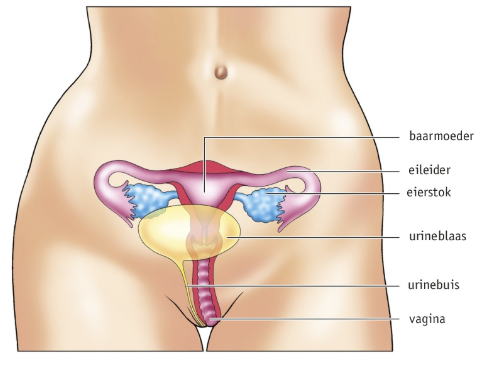 baarmoeder
eileider
eierstok
urineblaas
urinebuis
vagina